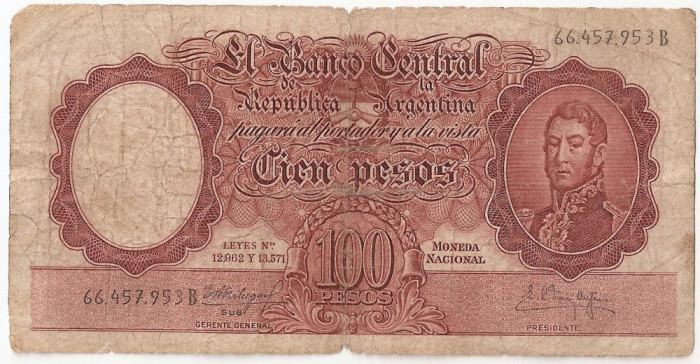 66.457.953 B
El Banco Central
de la
República Argentina
pagará al portador y a la vista
Cien pesos
LEYES Nos.
12.962 Y 13.571
100
PESOS
MONEDA
NACIONAL
66.457.953 B
SUB
GERENTE GENERAL
PRESIDENTE